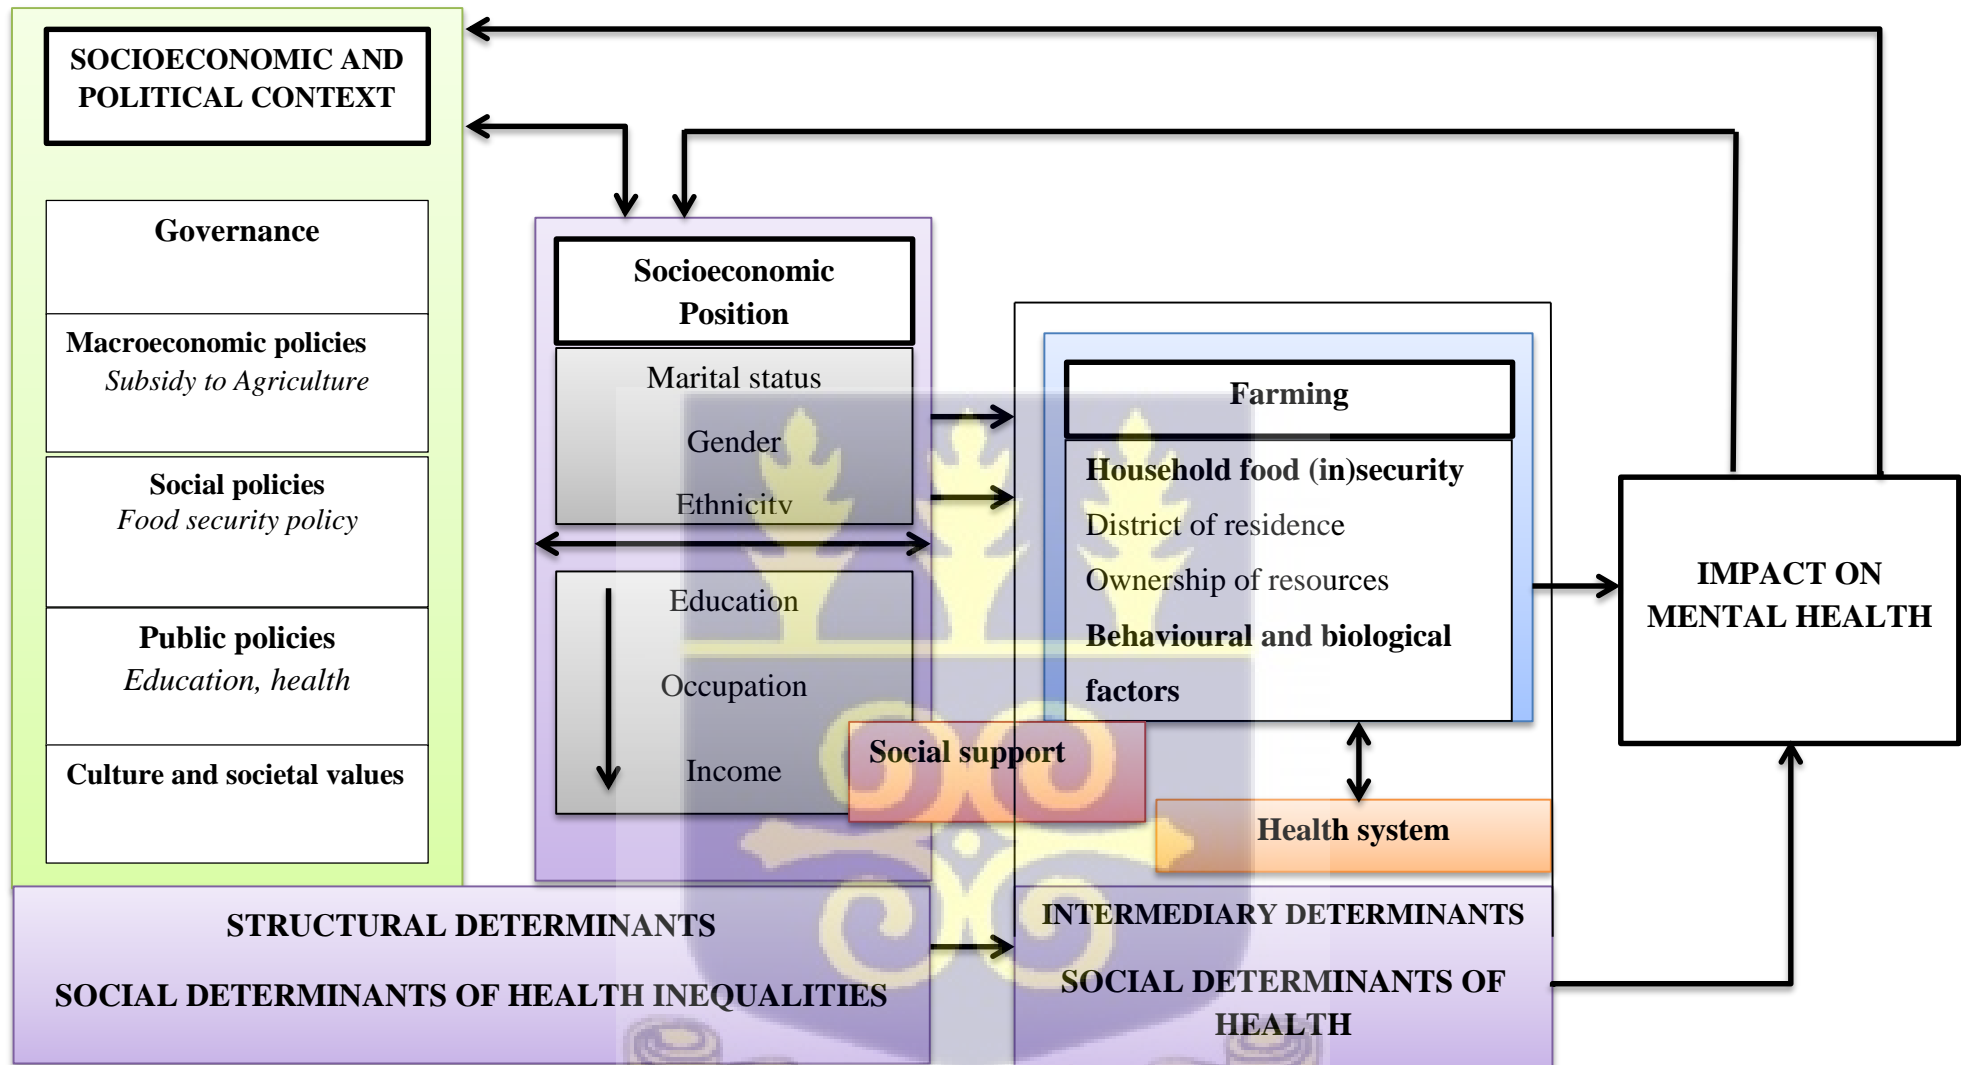 SOCIOECONOMIC AND
POLITICAL CONTEXT
Governance
Macroeconomic policies
Subsidy to Agriculture
Social policies
Food security policy
Public policies
Education, health
Culture and societal values
Socioeconomic
Position
Marital status
Gender
Ethnicity
Education
Occupation
Income
Social support
Farming
Household food (in)security
District of residence
Ownership of resources
Behavioural and biological
factors
Health system
IMPACT ON
MENTAL HEALTH
STRUCTURAL DETERMINANTS
SOCIAL DETERMINANTS OF HEALTH INEQUALITIES
INTERMEDIARY DETERMINANTS
SOCIAL DETERMINANTS OF
HEALTH